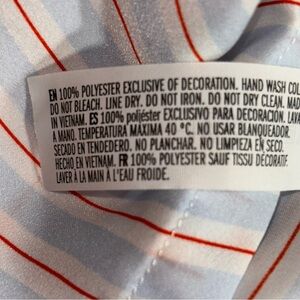 EN 100% POLYESTER EXCLUSIVE OF DECORATION. HAND WASH COL
DO NOT BLEACH. LINE DRY. DO NOT IRON. DO NOT DRY CLEAN. MA
IN VIETNAM. ES 100% poliéster EXCLUSIVO PARA DECORACIÓN. LAVA
A MANO. TEMPERATURA MÁXIMA 40 °C. NO USAR BLANQUEADOR.
SECADO EN TENDEDERO. NO PLANCHAR. NO LIMPIEZA EN SECO.
HECHO EN VIETNAM. FR 100% POLYESTER SAUF TISSU DÉCORATIF
LAVER À LA MAIN À L'EAU FROIDE.